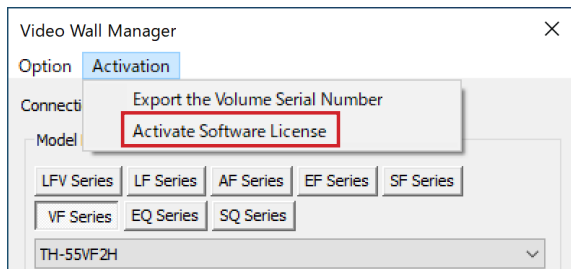 Video Wall Manager
Option Activation
Export the Volume Serial Number
Connecti
Activate Software License
Model
LFV Series LF Series AF Series EF Series SF Series
VF Series EQ Series SQ Series
TH-55VF2H